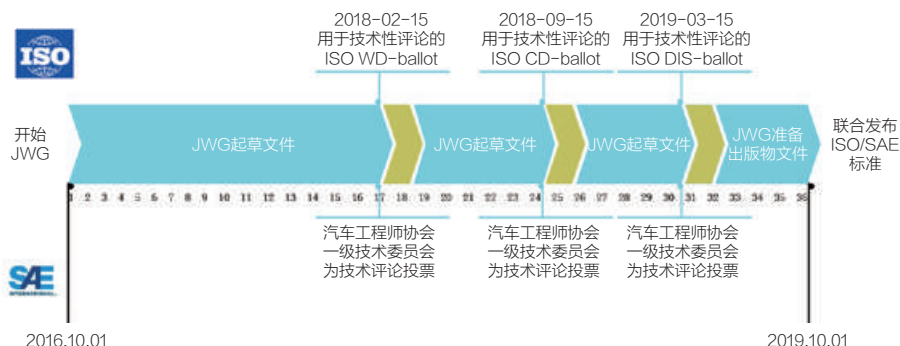 2018-02-15
用于技术性评论的
ISO WD-ballot
2018-09-15
用于技术性评论的
ISO CD-ballot
2019-03-15
用于技术性评论的
ISO DIS-ballot
ISO
开始
JWG
JWG起草文件
JWG起草文件
JWG起草文件
JWG准备
出版物文件
联合发布
ISO/SAE
标准
1 2 3 4 5 6 7 8 9 10 11 12 13 14 15 16 17 18 19 20 21 22 23 24 25 26 27 28 29 30 31 32 33 34 35 36
汽车工程师协会
一级技术委员会
为技术评论投票
汽车工程师协会
一级技术委员会
为技术评论投票
汽车工程师协会
一级技术委员会
为技术评论投票
SAE
INTERNATIONAL
2016.10.01
2019.10.01